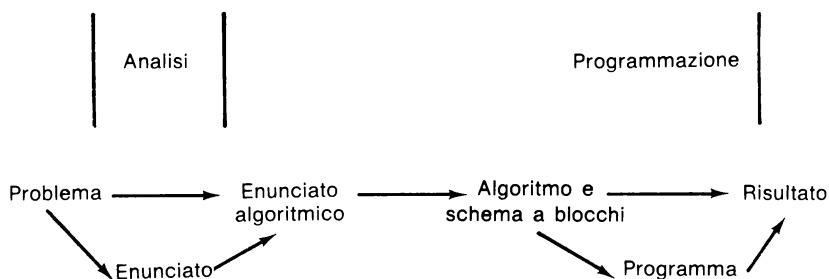 Analisi
Programmazione
Problema
Enunciato
algoritmico
Algoritmo e
schema a blocchi
Risultato
Enunciato
Programma